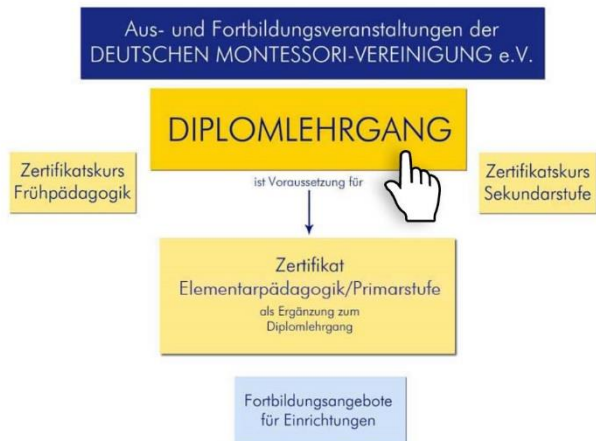 Aus- und Fortbildungsveranstaltungen der
DEUTSCHEN MONTESSORI-VEREINIGUNG e.V.
DIPLOMLEHRGANG
Zertifikatskurs
Frühpädagogik
ist Voraussetzung für
Zertifikatskurs
Sekundarstufe
Zertifikat
Elementarpädagogik/Primarstufe
als Ergänzung zum
Diplomlehrgang
Fortbildungsangebote
für Einrichtungen